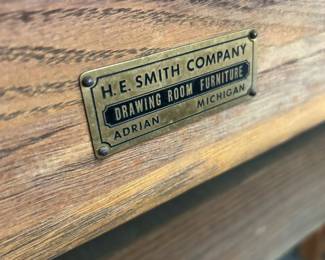 H. E. SMITH COMPANY
DRAWING ROOM FURNITURE
ADRIAN MICHIGAN